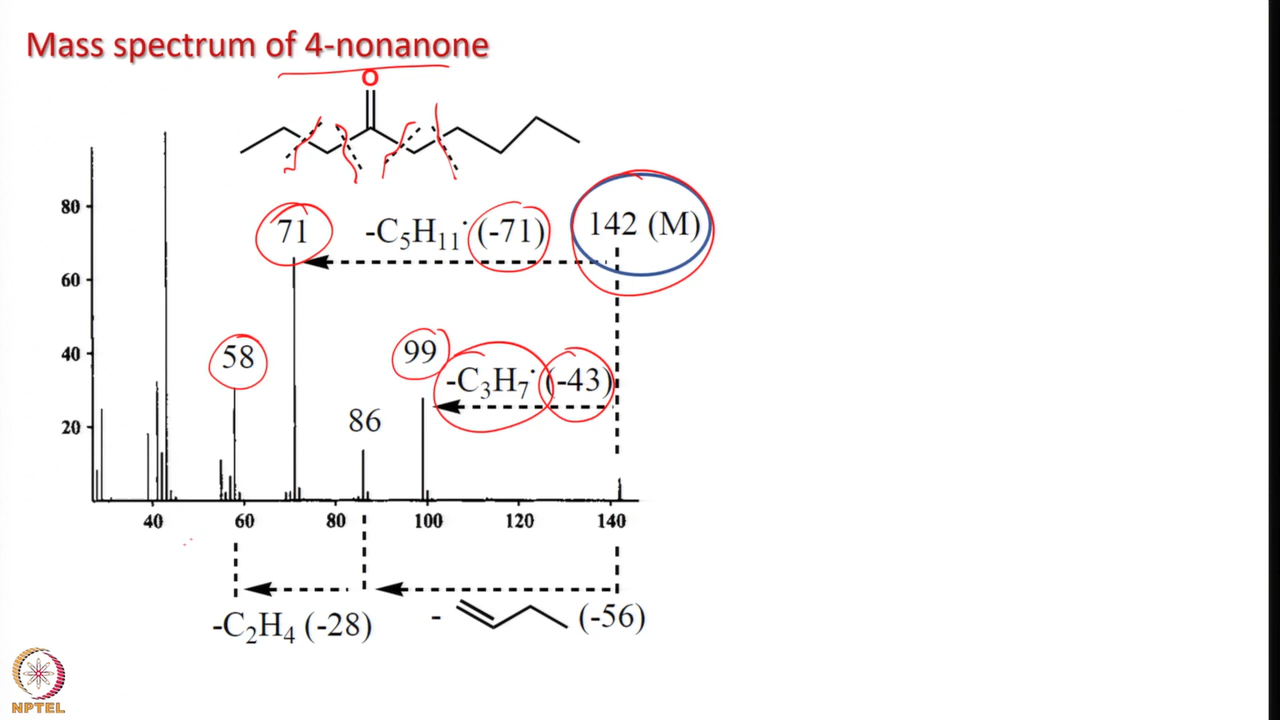 Mass spectrum of 4-nonanone
O
80
71
-C5H11· (-71)
142 (M)
60
40
58
99
-C3H7· (-43)
20
86
40 60 80 100 120 140
-C2H4 (-28)
- (-56)
NPTEL